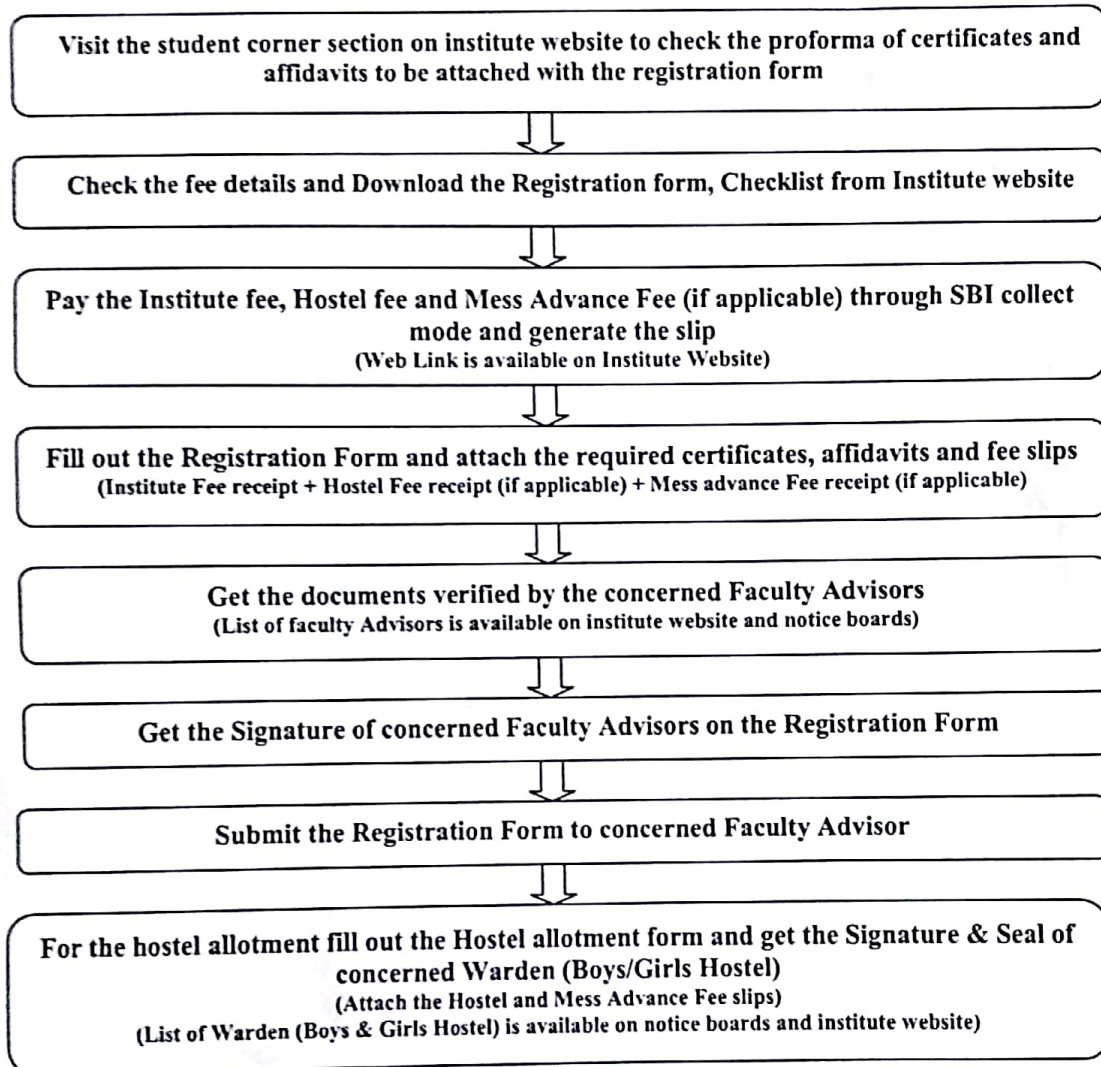 Visit the student corner section on institute website to check the proforma of certificates and
affidavits to be attached with the registration form
Check the fee details and Download the Registration form, Checklist from Institute website
Pay the Institute fee, Hostel fee and Mess Advance Fee (if applicable) through SBI collect
mode and generate the slip
(Web Link is available on Institute Website)
Fill out the Registration Form and attach the required certificates, affidavits and fee slips
(Institute Fee receipt + Hostel Fee receipt (if applicable) + Mess advance Fee receipt (if applicable)
Get the documents verified by the concerned Faculty Advisors
(List of faculty Advisors is available on institute website and notice boards)
Get the Signature of concerned Faculty Advisors on the Registration Form
Submit the Registration Form to concerned Faculty Advisor
For the hostel allotment fill out the Hostel allotment form and get the Signature & Seal of
concerned Warden (Boys/Girls Hostel)
(Attach the Hostel and Mess Advance Fee slips)
(List of Warden (Boys & Girls Hostel) is available on notice boards and institute website)